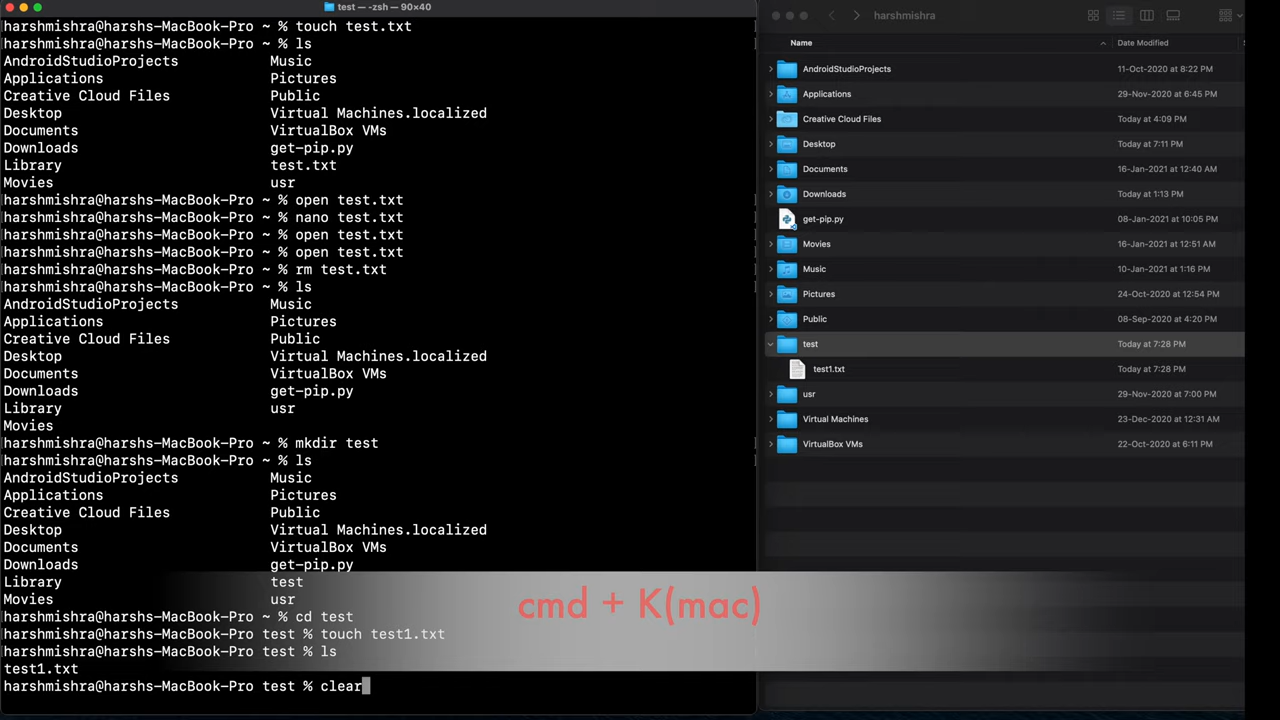 test — -zsh — 90×40
harshmishra@harshs-MacBook-Pro ~ % touch test.txt
harshmishra@harshs-MacBook-Pro ~ % ls
AndroidStudioProjects Music
Applications Pictures
Creative Cloud Files Public
Desktop Virtual Machines.localized
Documents VirtualBox VMs
Downloads get-pip.py
Library test.txt
Movies usr
harshmishra@harshs-MacBook-Pro ~ % open test.txt
harshmishra@harshs-MacBook-Pro ~ % nano test.txt
harshmishra@harshs-MacBook-Pro ~ % open test.txt
harshmishra@harshs-MacBook-Pro ~ % open test.txt
harshmishra@harshs-MacBook-Pro ~ % rm test.txt
harshmishra@harshs-MacBook-Pro ~ % ls
AndroidStudioProjects Music
Applications Pictures
Creative Cloud Files Public
Desktop Virtual Machines.localized
Documents VirtualBox VMs
Downloads get-pip.py
Library usr
Movies
harshmishra@harshs-MacBook-Pro ~ % mkdir test
harshmishra@harshs-MacBook-Pro ~ % ls
AndroidStudioProjects Music
Applications Pictures
Creative Cloud Files Public
Desktop Virtual Machines.localized
Documents VirtualBox VMs
Downloads get-pip.py
Library test
Movies usr
harshmishra@harshs-MacBook-Pro ~ % cd test
harshmishra@harshs-MacBook-Pro test % touch test1.txt
harshmishra@harshs-MacBook-Pro test % ls
test1.txt
harshmishra@harshs-MacBook-Pro test % clear
cmd + K(mac)
harshmishra
Name Date Modified
AndroidStudioProjects 11-Oct-2020 at 8:22 PM
Applications 29-Nov-2020 at 6:45 PM
Creative Cloud Files Today at 4:09 PM
Desktop Today at 7:11 PM
Documents 16-Jan-2021 at 12:40 AM
Downloads Today at 1:13 PM
get-pip.py 08-Jan-2021 at 10:05 PM
Movies 16-Jan-2021 at 12:51 AM
Music 10-Jan-2021 at 1:16 PM
Pictures 24-Oct-2020 at 12:54 PM
Public 08-Sep-2020 at 4:20 PM
test Today at 7:28 PM
test1.txt Today at 7:28 PM
usr 29-Nov-2020 at 7:00 PM
Virtual Machines 23-Dec-2020 at 12:31 AM
VirtualBox VMs 22-Oct-2020 at 6:11 PM